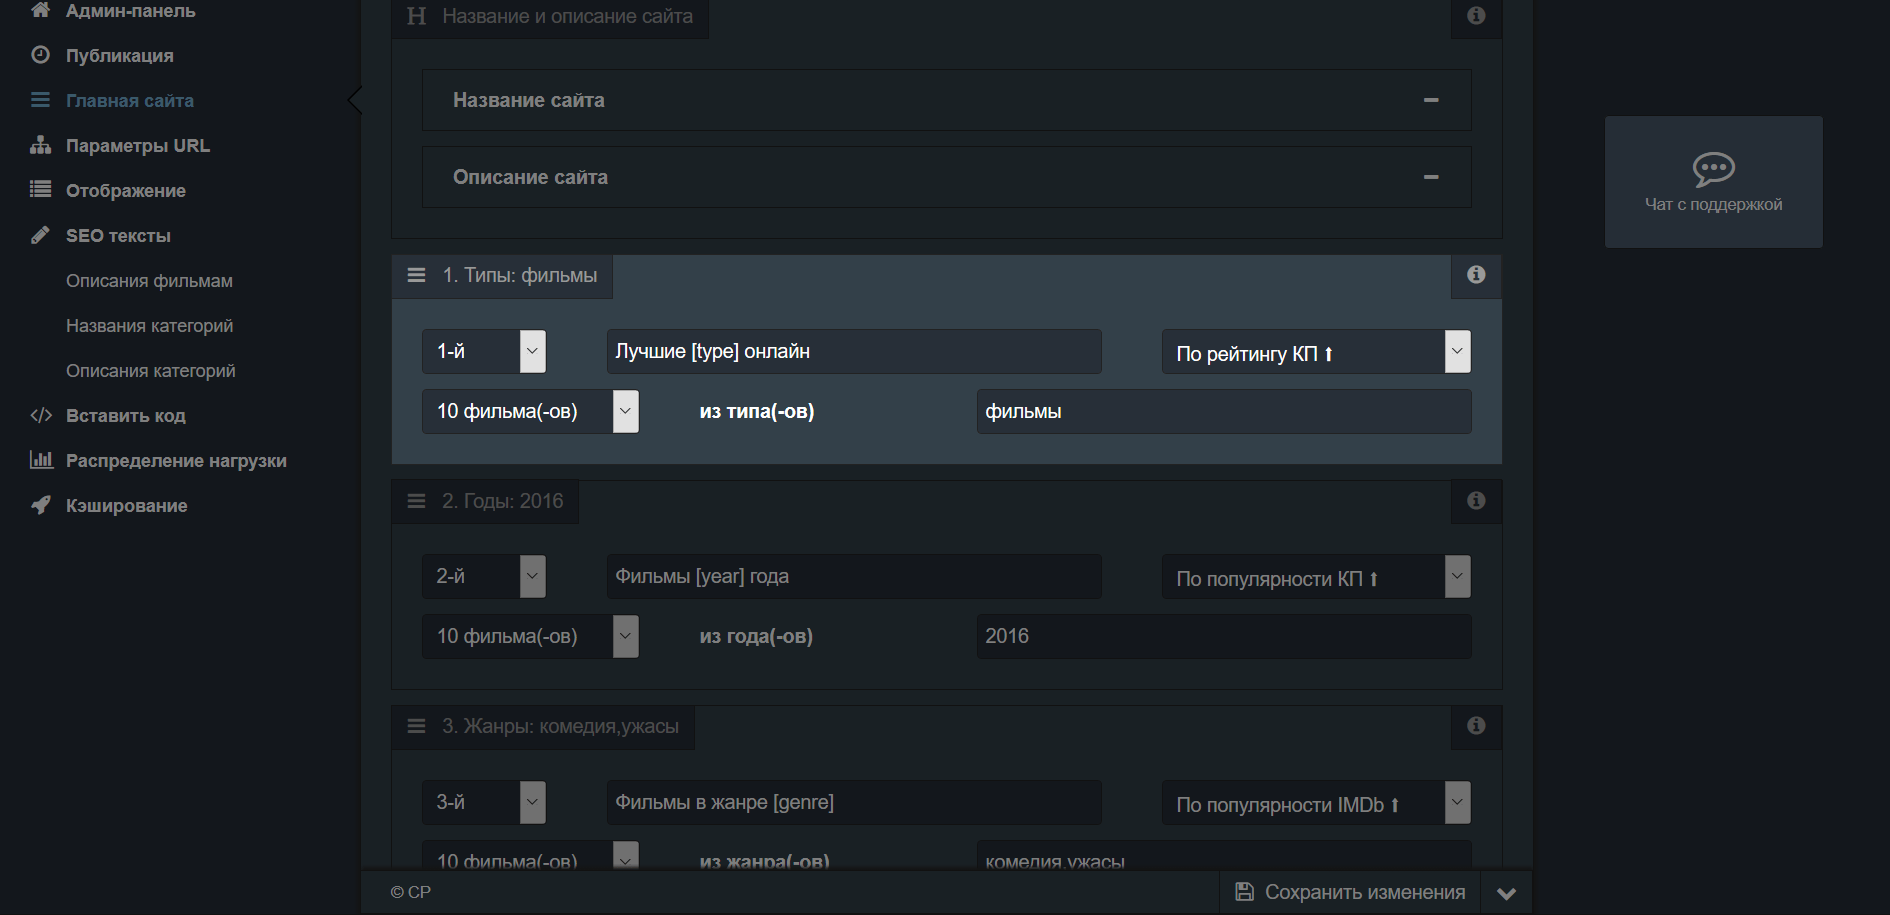 Админ-панель
Публикация
Главная сайта
Параметры URL
Отображение
SEO тексты
Описания фильмам
Названия категорий
Описания категорий
Вставить код
Распределение нагрузки
Кэширование
Название и описание сайта
Название сайта
Описание сайта
1. Типы: фильмы
1-й
Лучшие [type] онлайн
По рейтингу КП ⬆
10 фильма(-ов)
из типа(-ов)
фильмы
2. Годы: 2016
2-й
Фильмы [year] года
По популярности КП ⬆
10 фильма(-ов)
из года(-ов)
2016
3. Жанры: комедия,ужасы
3-й
Фильмы в жанре [genre]
По популярности IMDb ⬆
10 фильма(-ов)
из жанра(-ов)
комедия,ужасы
© CP
Сохранить изменения
Чат с поддержкой